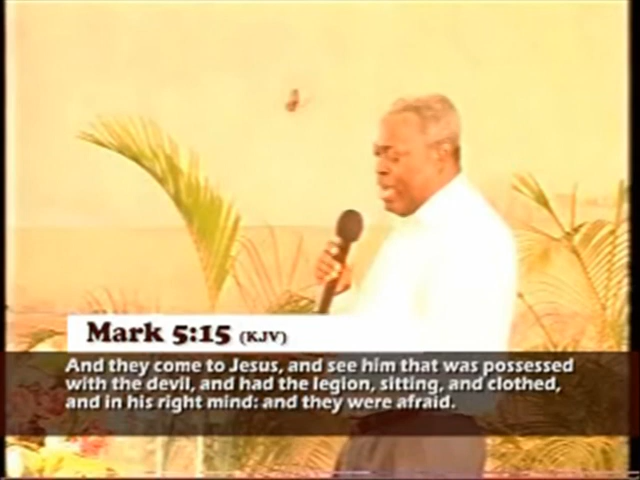 Mark 5:15 (KJV)
And they come to Jesus, and see him that was possessed
with the devil, and had the legion, sitting, and clothed,
and in his right mind: and they were afraid.